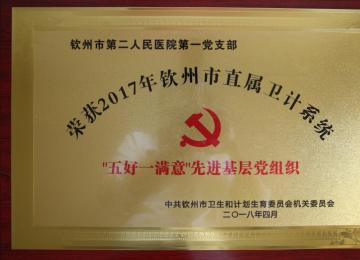 钦州市第二人民医院第一党支部
荣获2017年钦州市直属卫计系统
"五好一满意"先进基层党组织
中共钦州市卫生和计划生育委员会机关委员会
二〇一八年四月